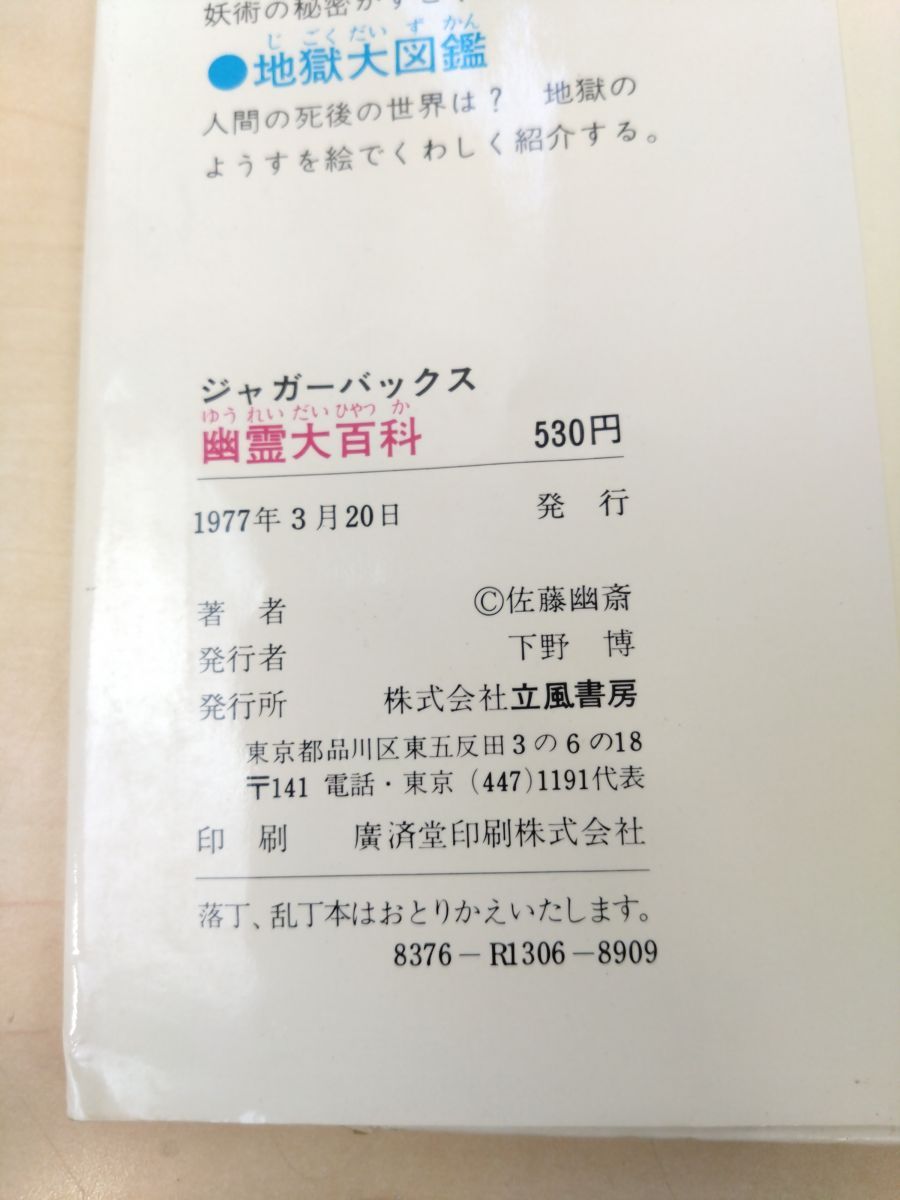 妖術の秘密が
じごくだいずかん
●地獄大図鑑
人間の死後の世界は？ 地獄の
ようすを絵でくわしく紹介する。
ジャガーバックス
ゆうれいだいひやつか
幽霊大百科 530円
1977年3月20日 発行
著者 ©佐藤幽斎
発行者 下野 博
発行所 株式会社立風書房
東京都品川区東五反田3の6の18
〒141 電話・東京 (447)1191代表
印刷 廣済堂印刷株式会社
落丁、乱丁本はおとりかえいたします。
8376-R1306-8909